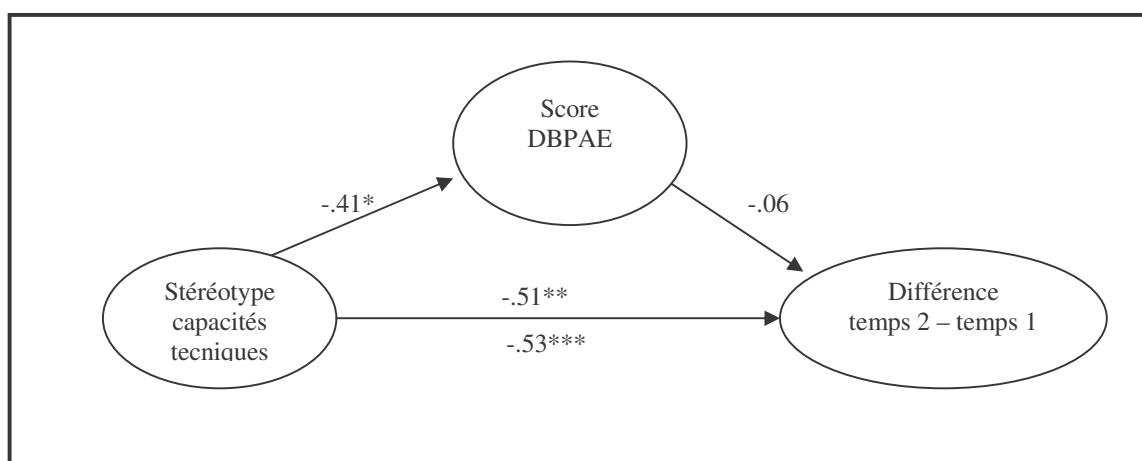 Score
DBPAE
-.41*
-.06
Stéréotype
capacités
tecniques
-.51**
-.53***
Différence
temps 2 – temps 1